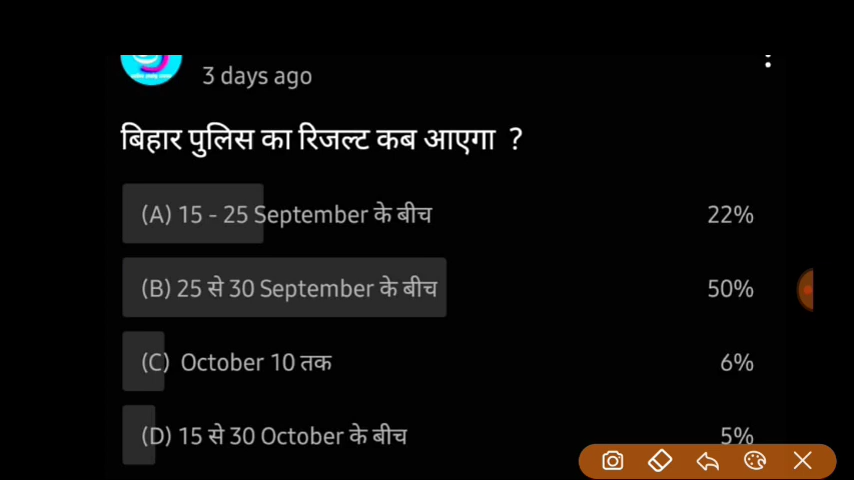 3 days ago
बिहार पुलिस का रिजल्ट कब आएगा ?
(A) 15 - 25 September के बीच 22%
(B) 25 से 30 September के बीच 50%
(C) October 10 तक 6%
(D) 15 से 30 October के बीच 5%